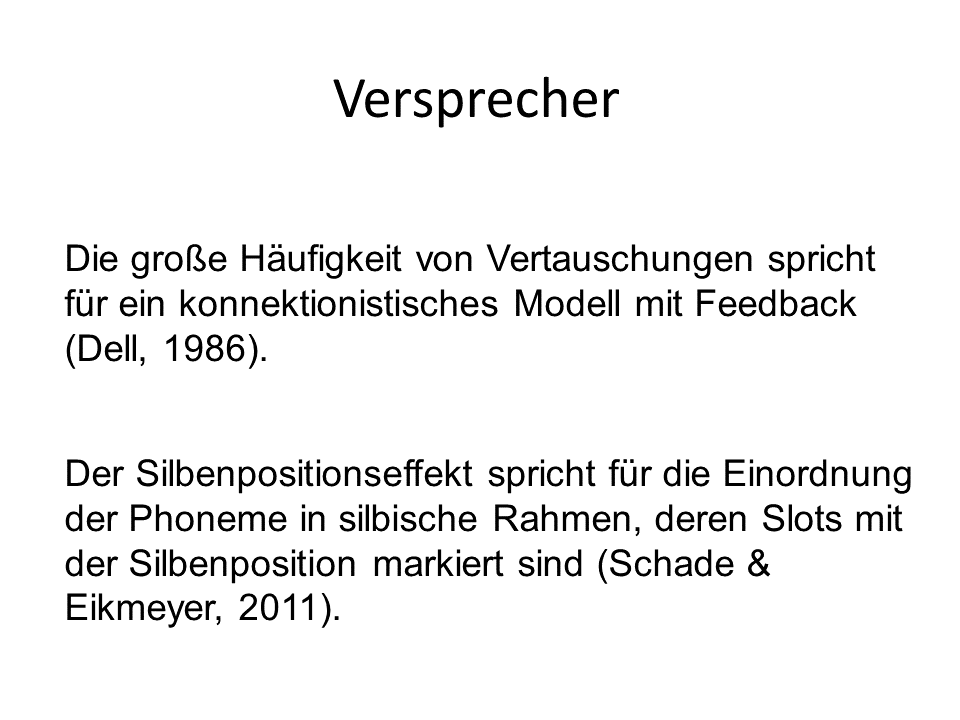 Versprecher
Die große Häufigkeit von Vertauschungen spricht
für ein konnektionistisches Modell mit Feedback
(Dell, 1986).
Der Silbenpositionseffekt spricht für die Einordnung
der Phoneme in silbische Rahmen, deren Slots mit
der Silbenposition markiert sind (Schade &
Eikmeyer, 2011).